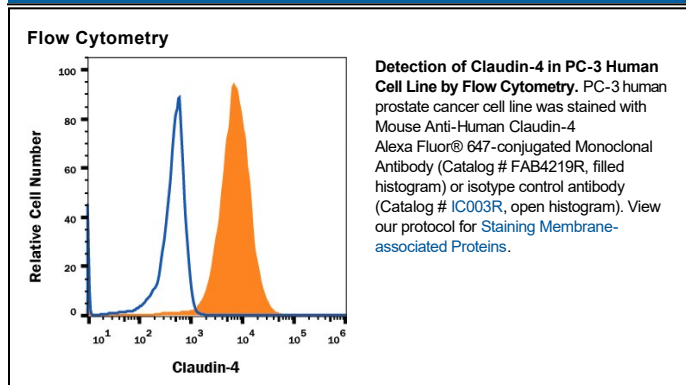 Flow Cytometry
100
80
60
40
20
0
Relative Cell Number
10^1 10^2 10^3 10^4 10^5 10^6
Claudin-4
Detection of Claudin-4 in PC-3 Human
Cell Line by Flow Cytometry. PC-3 human
prostate cancer cell line was stained with
Mouse Anti-Human Claudin-4
Alexa Fluor® 647-conjugated Monoclonal
Antibody (Catalog # FAB4219R, filled
histogram) or isotype control antibody
(Catalog # IC003R, open histogram). View
our protocol for Staining Membrane-
associated Proteins.